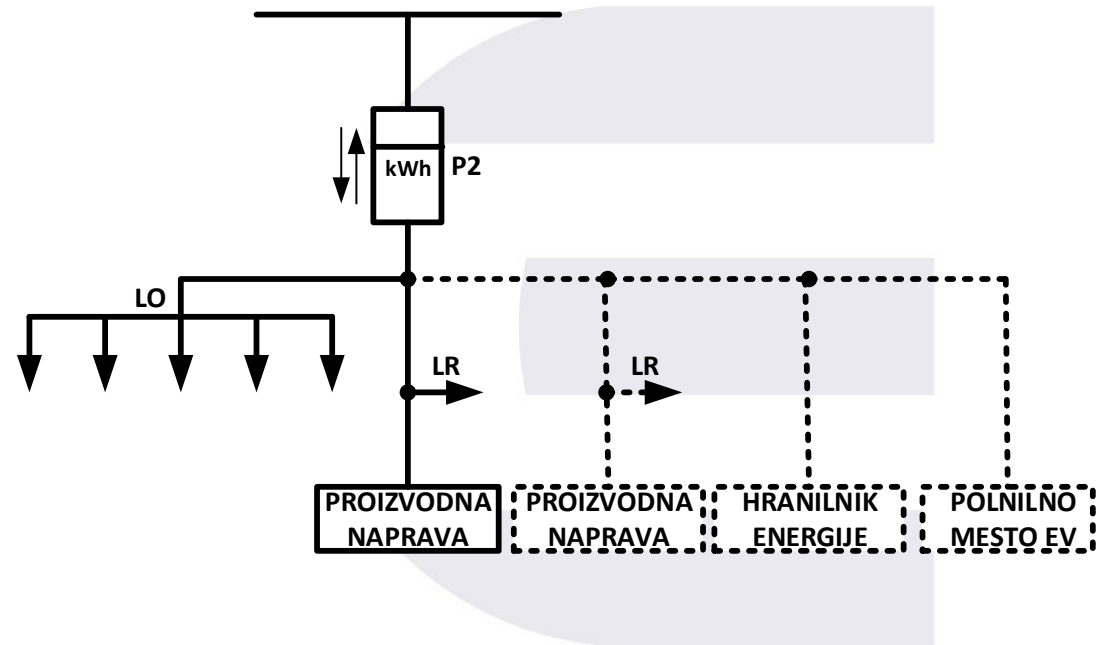 kWh
P2
LO
LR
LR
PROIZVODNA
NAPRAVA
PROIZVODNA
NAPRAVA
HRANILNIK
ENERGIJE
POLNILNO
MESTO EV